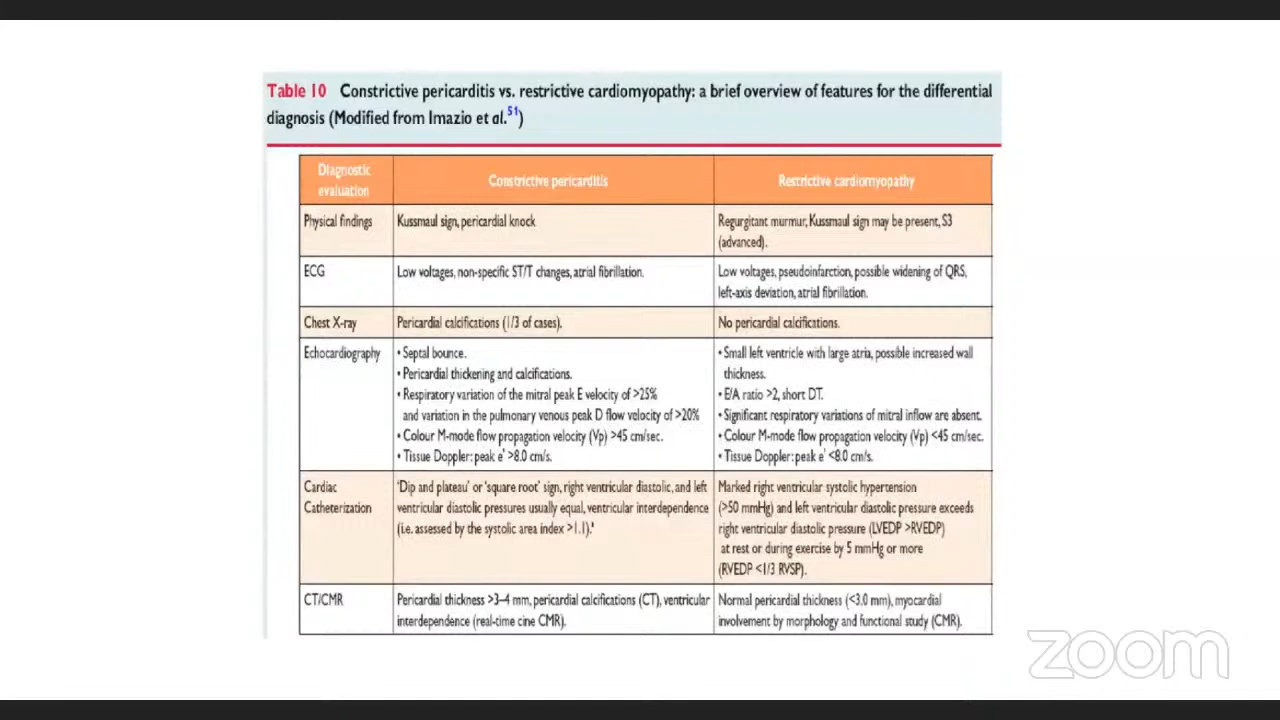 Table 10 Constrictive pericarditis vs. restrictive cardiomyopathy: a brief overview of features for the differential
diagnosis (Modified from Imazio et al.51)
Diagnostic
evaluation
Constrictive pericarditis
Restrictive cardiomyopathy
Physical findings
Kussmaul sign, pericardial knock
Regurgitant murmur, Kussmaul sign may be present, S3
(advanced).
ECG
Low voltages, non-specific ST/T changes, atrial fibrillation.
Low voltages, pseudoinfarction, possible widening of QRS,
left-axis deviation, atrial fibrillation.
Chest X-ray
Pericardial calcifications (1/3 of cases).
No pericardial calcifications.
Echocardiography
• Septal bounce.
• Pericardial thickening and calcifications.
• Respiratory variation of the mitral peak E velocity of >25%
and variation in the pulmonary venous peak D flow velocity of >20%
• Colour M-mode flow propagation velocity (Vp) >45 cm/sec.
• Tissue Doppler: peak e' >8.0 cm/s.
• Small left ventricle with large atria, possible increased wall
thickness.
• E/A ratio >2, short DT.
• Significant respiratory variations of mitral inflow are absent.
• Colour M-mode flow propagation velocity (Vp) <45 cm/sec.
• Tissue Doppler: peak e' <8.0 cm/s.
Cardiac
Catheterization
'Dip and plateau' or 'square root' sign, right ventricular diastolic, and left
ventricular diastolic pressures usually equal, ventricular interdependence
(i.e. assessed by the systolic area index >1.1).'
Marked right ventricular systolic hypertension
(>50 mmHg) and left ventricular diastolic pressure exceeds
right ventricular diastolic pressure (LVEDP >RVEDP)
at rest or during exercise by 5 mmHg or more
(RVEDP <1/3 RVSP).
CT/CMR
Pericardial thickness >3–4 mm, pericardial calcifications (CT), ventricular
interdependence (real-time cine CMR).
Normal pericardial thickness (<3.0 mm), myocardial
involvement by morphology and functional study (CMR).
zoom